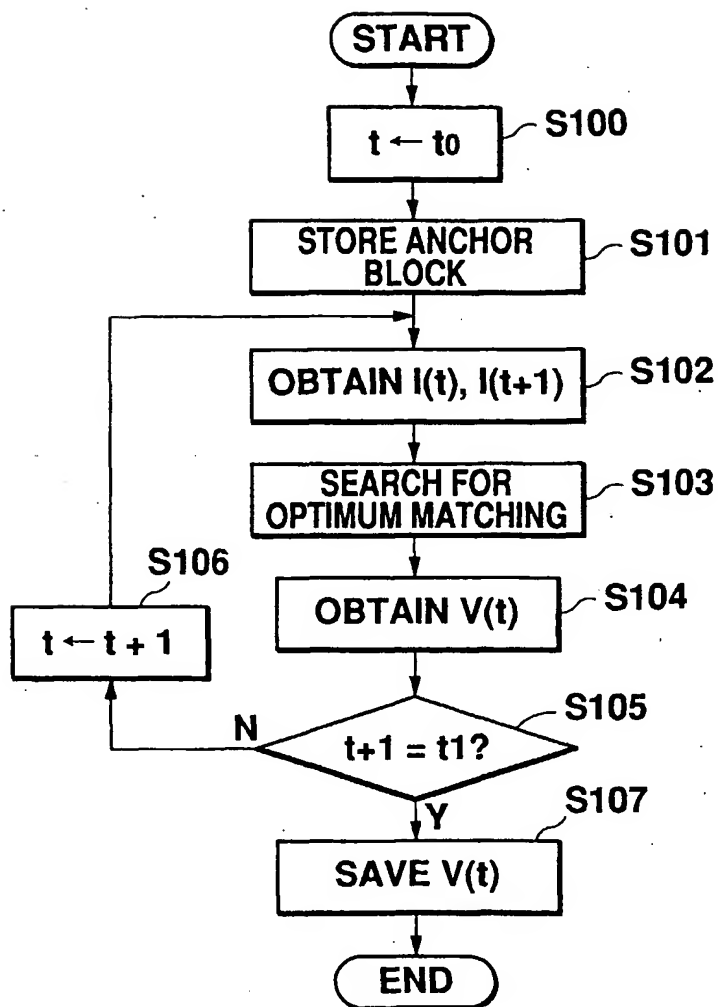 START
t ← t0
S100
STORE ANCHOR
BLOCK
S101
OBTAIN I(t), I(t+1)
S102
SEARCH FOR
OPTIMUM MATCHING
S103
OBTAIN V(t)
S104
S106
t ← t + 1
N
t+1 = t1?
S105
Y
S107
SAVE V(t)
END